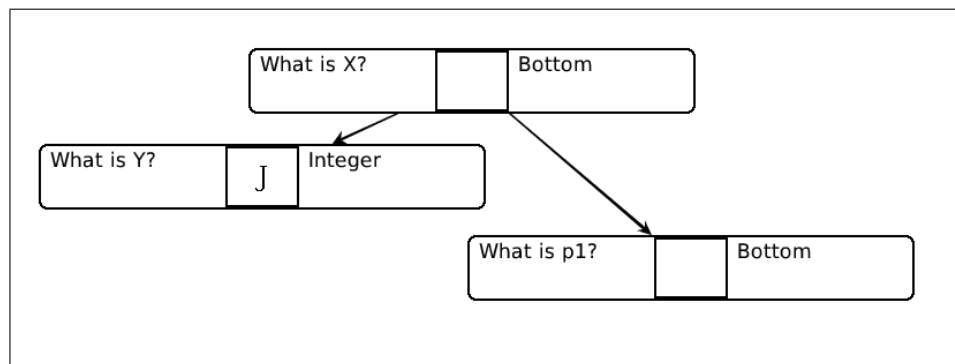 What is X? Bottom
What is Y? J Integer
What is p1? Bottom